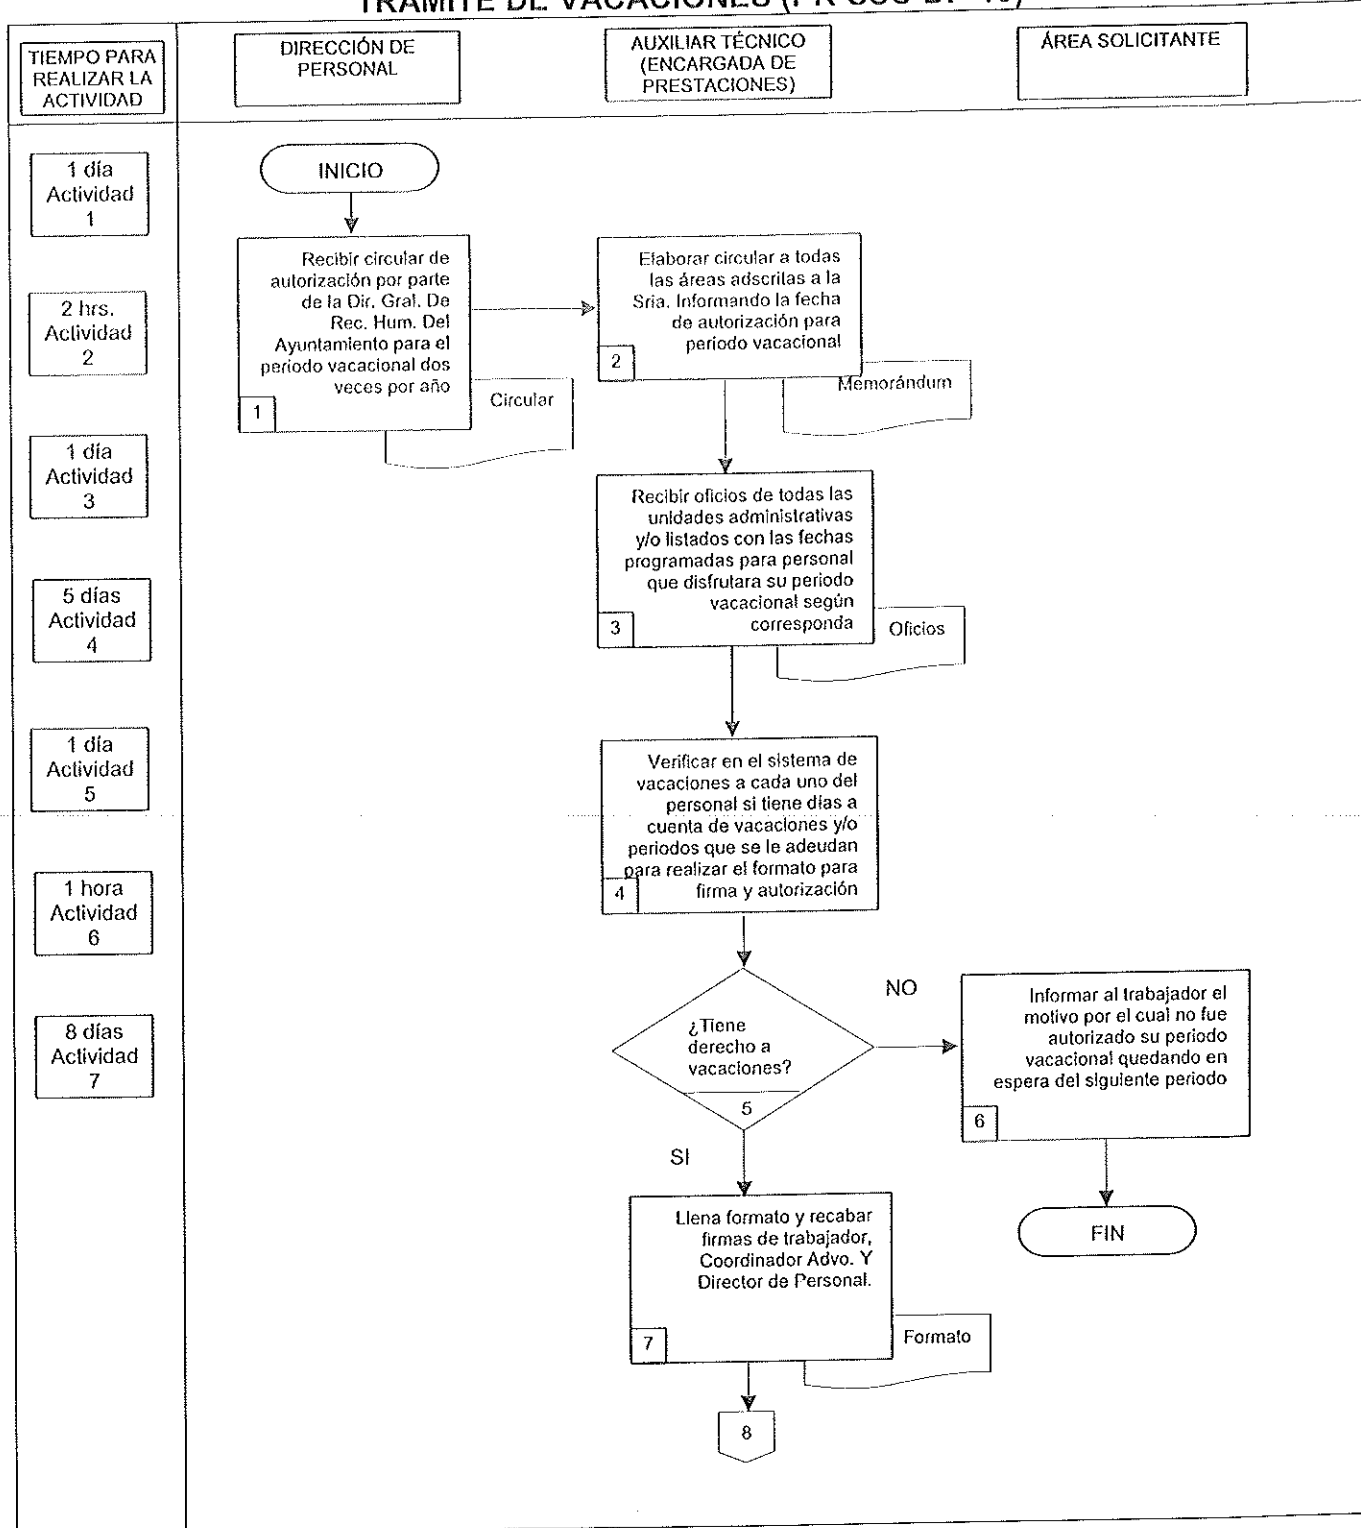 TRÁMITE DE VACACIONES
TIEMPO PARA
REALIZAR LA
ACTIVIDAD
DIRECCIÓN DE
PERSONAL
AUXILIAR TÉCNICO
(ENCARGADA DE
PRESTACIONES)
ÁREA SOLICITANTE
1 día
Actividad
1
2 hrs.
Actividad
2
1 día
Actividad
3
5 días
Actividad
4
1 día
Actividad
5
1 hora
Actividad
6
8 días
Actividad
7
INICIO
Recibir circular de
autorización por parte
de la Dir. Gral. De
Rec. Hum. Del
Ayuntamiento para el
periodo vacacional dos
veces por año
1
Circular
Elaborar circular a todas
las áreas adscritas a la
Sria. Informando la fecha
de autorización para
periodo vacacional
2
Memorándum
Recibir oficios de todas las
unidades administrativas
y/o listados con las fechas
programadas para personal
que disfrutara su periodo
vacacional según
corresponda
3
Oficios
Verificar en el sistema de
vacaciones a cada uno del
personal si tiene días a
cuenta de vacaciones y/o
periodos que se le adeudan
para realizar el formato para
firma y autorización
4
¿Tiene
derecho a
vacaciones?
5
NO
Informar al trabajador el
motivo por el cual no fue
autorizado su periodo
vacacional quedando en
espera del siguiente periodo
6
FIN
SI
Llena formato y recabar
firmas de trabajador,
Coordinador Advo. Y
Director de Personal.
7
Formato
8